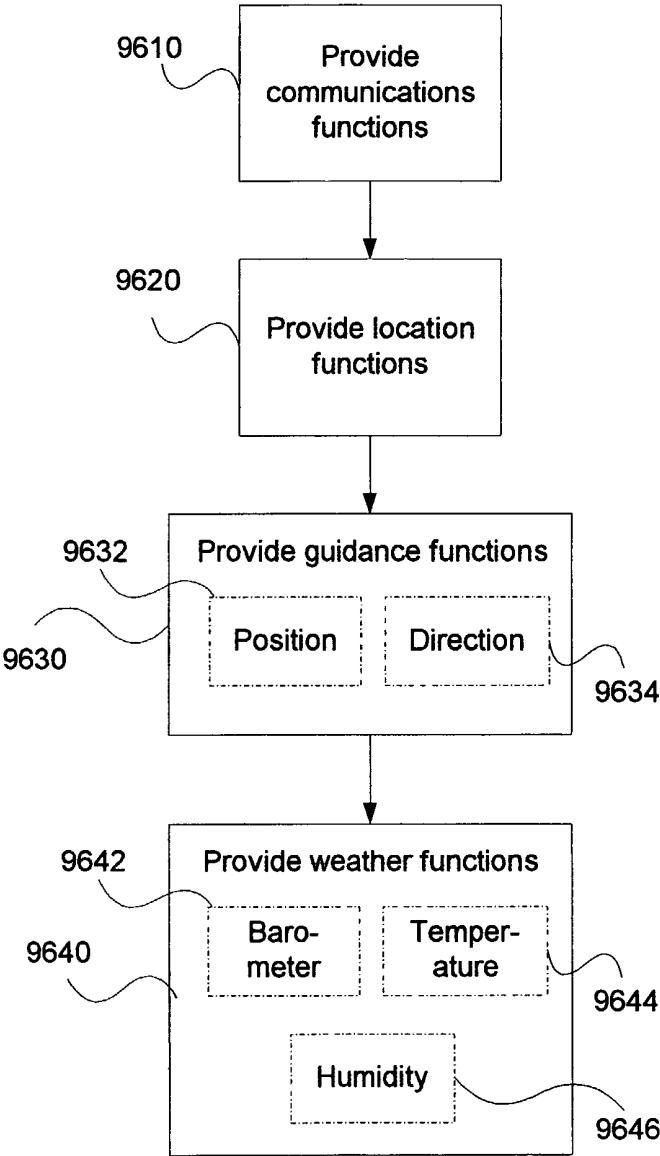 9610
Provide
communications
functions
9620
Provide location
functions
Provide guidance functions
9632
Position
Direction
9630
9634
Provide weather functions
9642
Baro-
meter
Temper-
ature
9640
9644
Humidity
9646